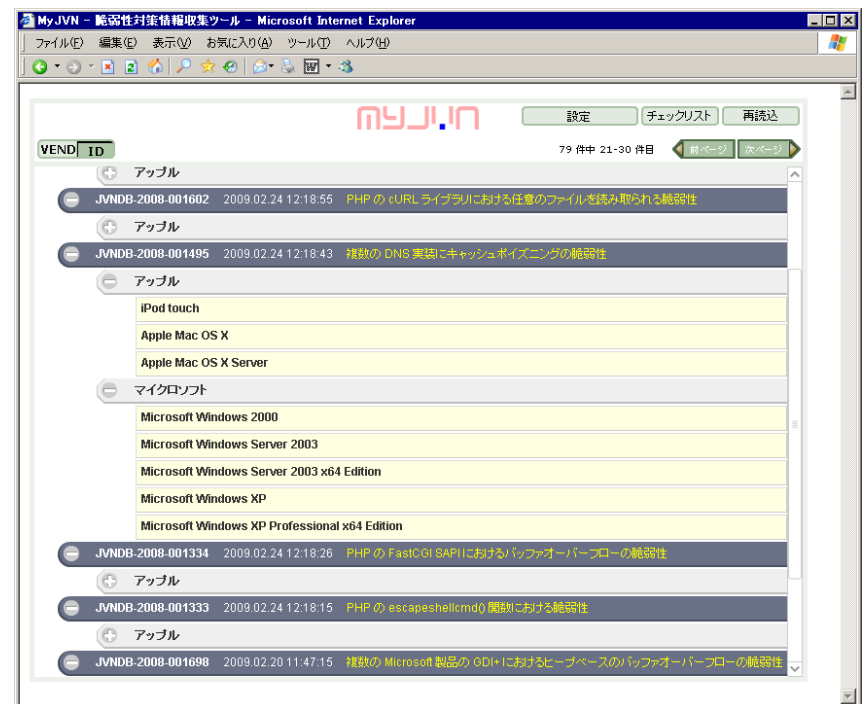 MyJVN - 脆弱性対策情報収集ツール - Microsoft Internet Explorer
ファイル(F) 編集(E) 表示(V) お気に入り(A) ツール(T) ヘルプ(H)
MYJVN 設定 チェックリスト 再読込
VEND ID 79 件中 21-30 件目 前ページ 次ページ
アップル
JVNDB-2008-001602 2009.02.24 12:18:55 PHP の cURL ライブラリにおける任意のファイルを読み取られる脆弱性
アップル
JVNDB-2008-001495 2009.02.24 12:18:43 複数の DNS 実装にキャッシュポイズニングの脆弱性
アップル
iPod touch
Apple Mac OS X
Apple Mac OS X Server
マイクロソフト
Microsoft Windows 2000
Microsoft Windows Server 2003
Microsoft Windows Server 2003 x64 Edition
Microsoft Windows XP
Microsoft Windows XP Professional x64 Edition
JVNDB-2008-001334 2009.02.24 12:18:26 PHP の FastCGI SAPI におけるバッファオーバーフローの脆弱性
アップル
JVNDB-2008-001333 2009.02.24 12:18:15 PHP の escapeshellcmd() 関数における脆弱性
アップル
JVNDB-2008-001698 2009.02.20 11:47:15 複数の Microsoft 製品の GDI+ におけるヒープベースのバッファオーバーフローの脆弱性